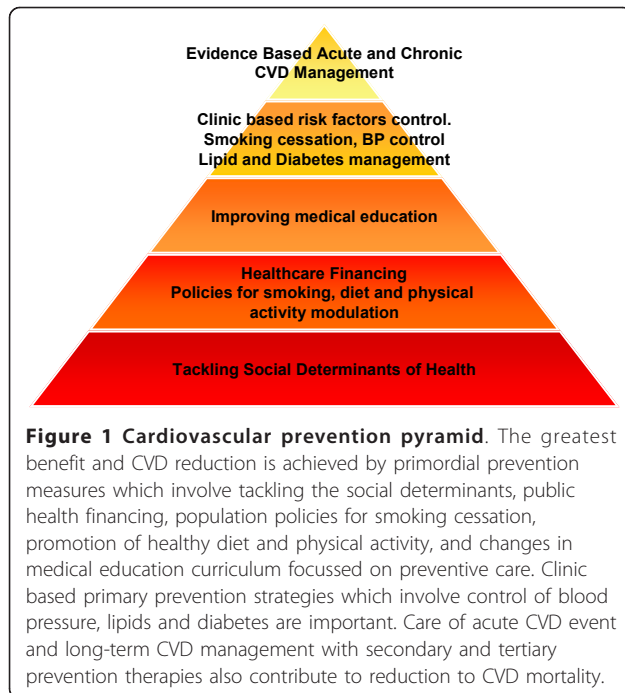 Evidence Based Acute and Chronic
CVD Management
Clinic based risk factors control.
Smoking cessation, BP control
Lipid and Diabetes management
Improving medical education
Healthcare Financing
Policies for smoking, diet and physical
activity modulation
Tackling Social Determinants of Health
Figure 1 Cardiovascular prevention pyramid. The greatest
benefit and CVD reduction is achieved by primordial prevention
measures which involve tackling the social determinants, public
health financing, population policies for smoking cessation,
promotion of healthy diet and physical activity, and changes in
medical education curriculum focussed on preventive care. Clinic
based primary prevention strategies which involve control of blood
pressure, lipids and diabetes are important. Care of acute CVD event
and long-term CVD management with secondary and tertiary
prevention therapies also contribute to reduction to CVD mortality.